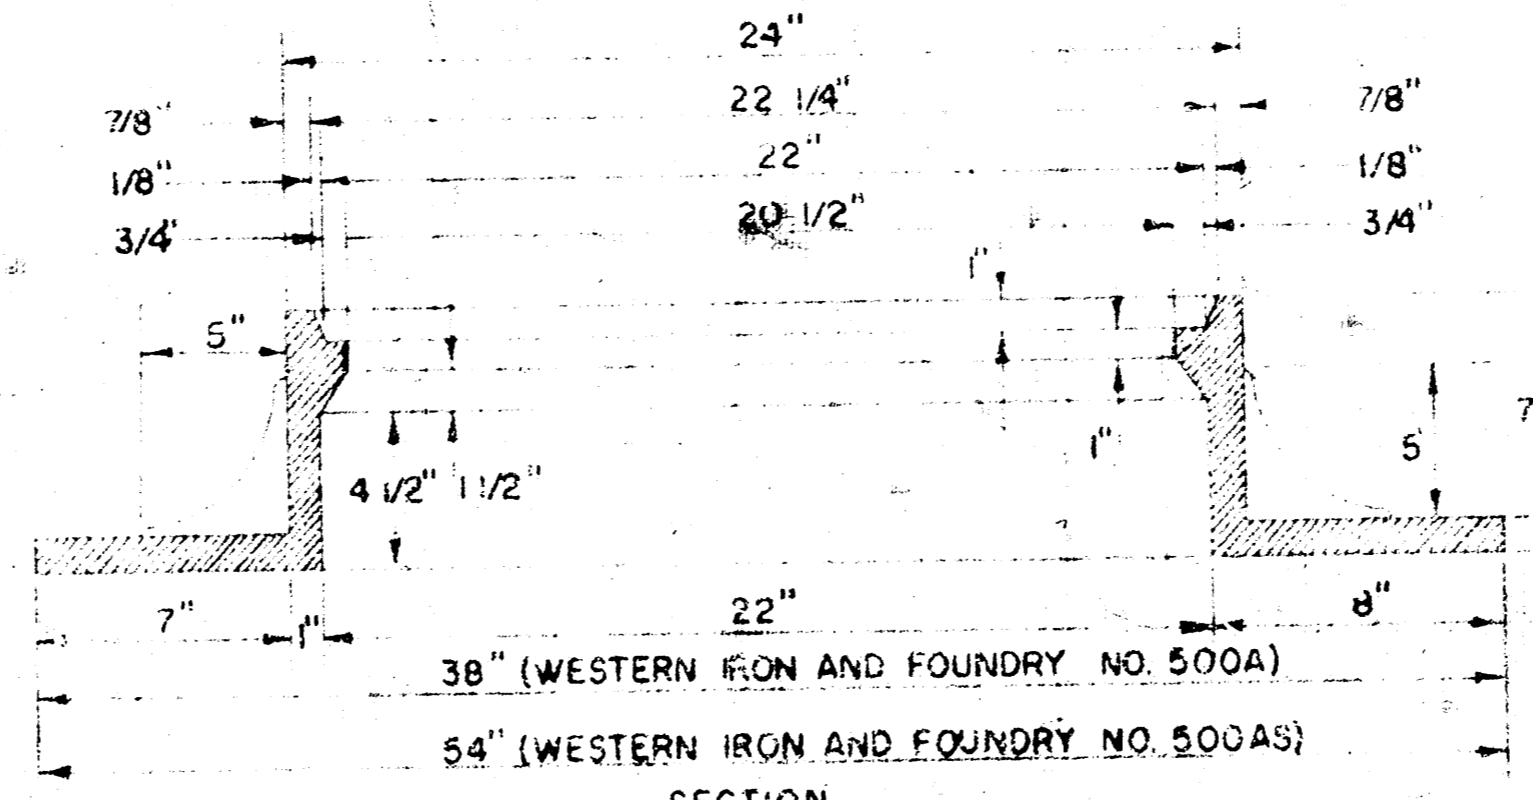 24"
7/8" 22 1/4" 7/8"
1/8" 22" 1/8"
3/4" 20 1/2" 3/4"
1"
5"
1" 5 7
4 1/2" 1 1/2"
7" 1" 22" 8"
38" (WESTERN IRON AND FOUNDRY NO. 500A)
54" (WESTERN IRON AND FOUNDRY NO. 500AS)
SECTION